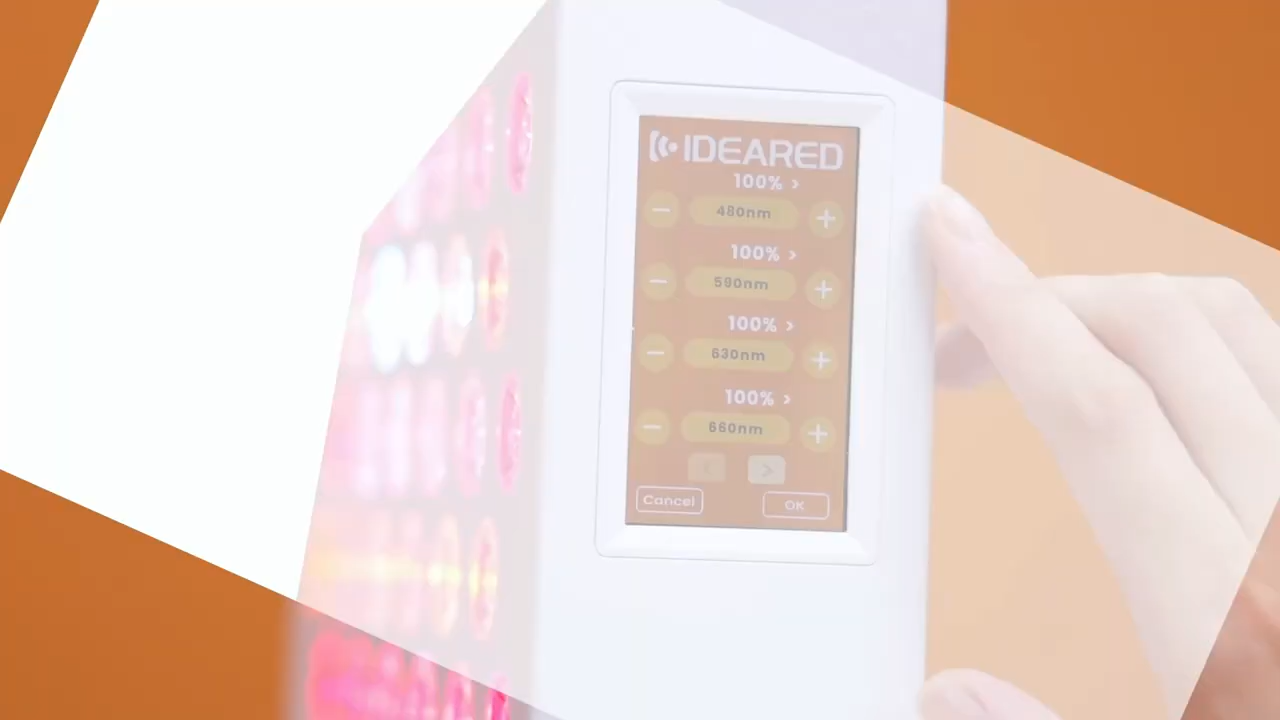 IDEARED
100% >
− 480nm +
100% >
− 590nm +
100% >
− 630nm +
100% >
− 660nm +
< >
Cancel OK